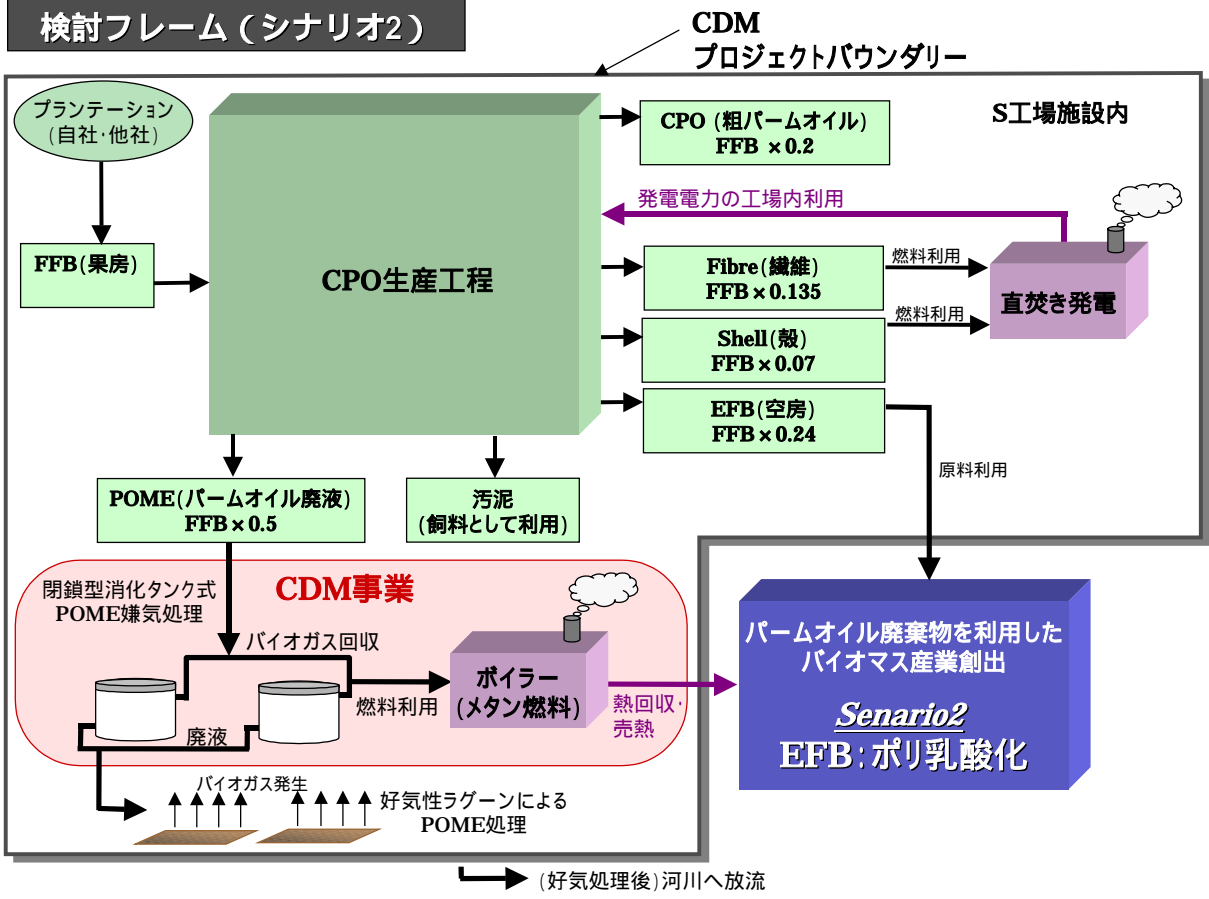 検討フレーム（シナリオ2）
CDM
プロジェクトバウンダリー
プランテーション
(自社･他社)
S工場施設内
CPO (粗パームオイル)
FFB ×0.2
発電電力の工場内利用
FFB(果房)
CPO生産工程
Fibre(繊維)
FFB×0.135
燃料利用
直焚き発電
Shell(殻)
FFB×0.07
燃料利用
EFB(空房)
FFB×0.24
原料利用
POME(パームオイル廃液)
FFB×0.5
汚泥
(飼料として利用)
CDM事業
閉鎖型消化タンク式
POME嫌気処理
バイオガス回収
ボイラー
(メタン燃料)
燃料利用
熱回収･
売熱
廃液
パームオイル廃棄物を利用した
バイオマス産業創出
Senario2
EFB：ポリ乳酸化
バイオガス発生
好気性ラグーンによる
POME処理
(好気処理後)河川へ放流